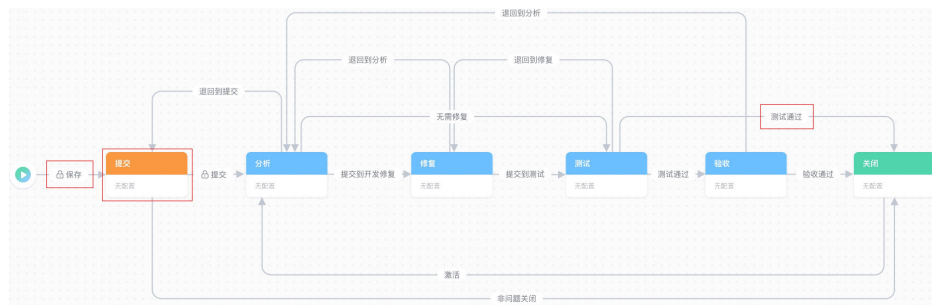 退回到分析
退回到分析
退回到修复
退回到提交
无需修复
测试通过
保存
提交
无配置
提交
分析
无配置
提交到开发修复
修复
无配置
提交到测试
测试
无配置
测试通过
验收
无配置
验收通过
关闭
无配置
激活
非问题关闭